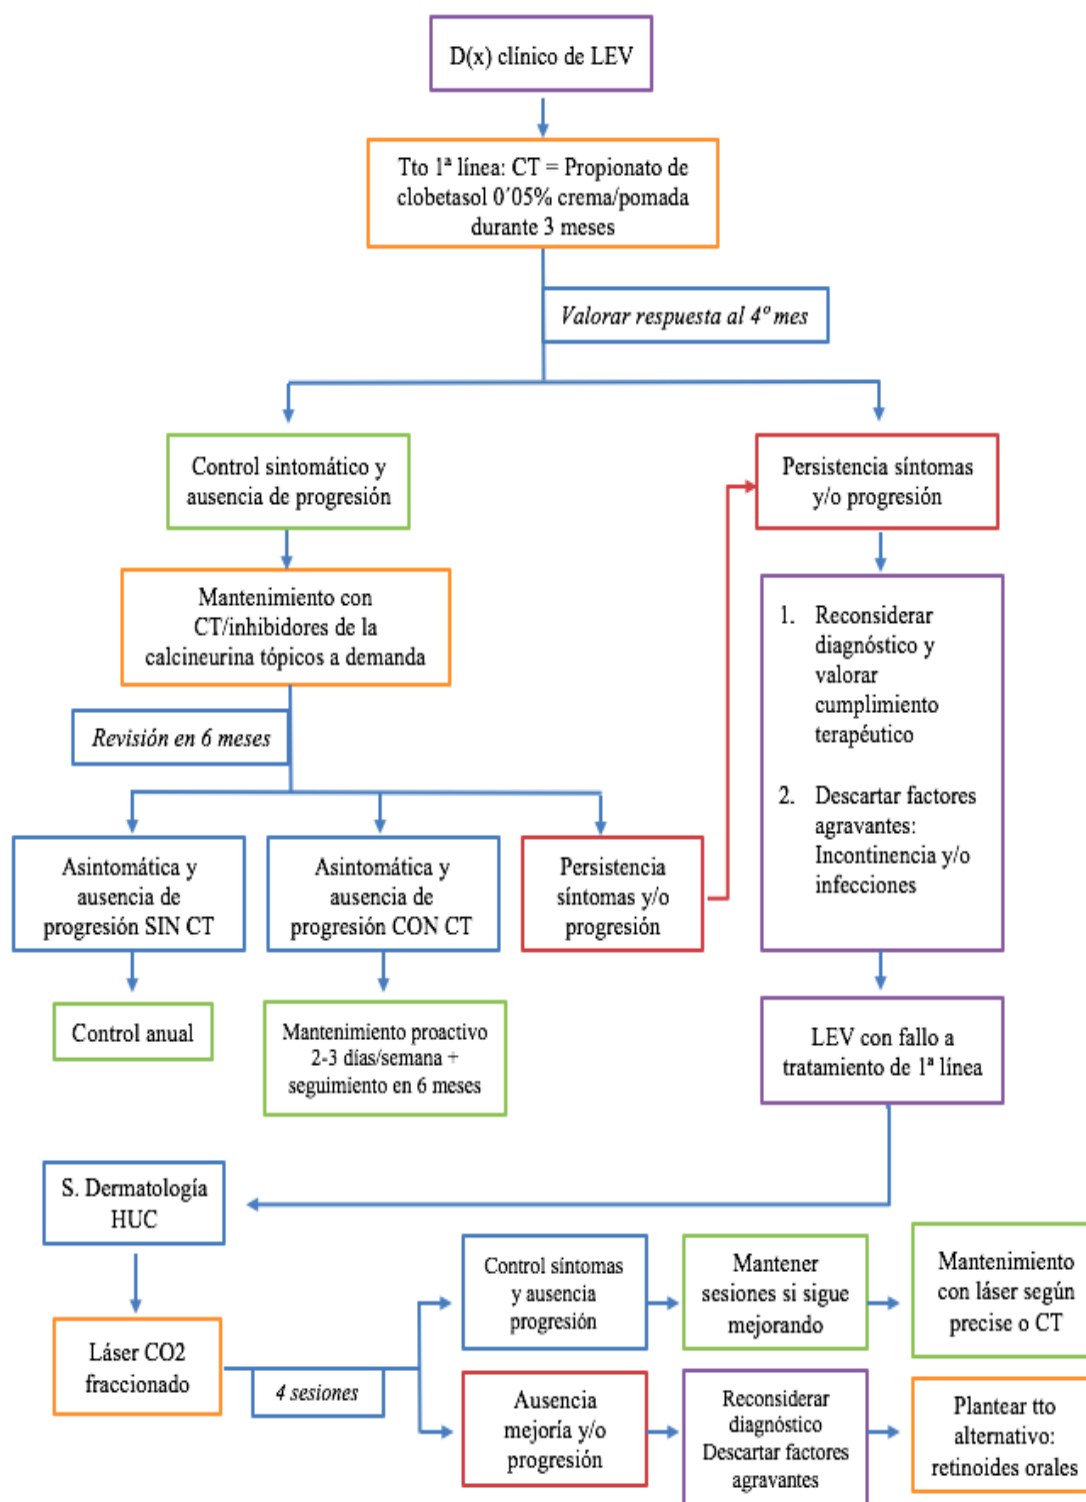 D(x) clínico de LEV
Tto 1ª línea: CT = Propionato de
clobetasol 0´05% crema/pomada
durante 3 meses
Valorar respuesta al 4º mes
Control sintomático y
ausencia de progresión
Persistencia síntomas
y/o progresión
Mantenimiento con
CT/inhibidores de la
calcineurina tópicos a demanda
1. Reconsiderar
diagnóstico y
valorar
cumplimiento
terapéutico
2. Descartar factores
agravantes:
Incontinencia y/o
infecciones
Revisión en 6 meses
Asintomática y
ausencia de
progresión SIN CT
Asintomática y
ausencia de
progresión CON CT
Persistencia
síntomas y/o
progresión
Control anual
Mantenimiento proactivo
2-3 días/semana +
seguimiento en 6 meses
LEV con fallo a
tratamiento de 1ª línea
S. Dermatología
HUC
Láser CO2
fraccionado
4 sesiones
Control síntomas
y ausencia
progresión
Mantener
sesiones si sigue
mejorando
Mantenimiento
con láser según
precise o CT
Ausencia
mejoría y/o
progresión
Reconsiderar
diagnóstico
Descartar factores
agravantes
Plantear tto
alternativo:
retinoides orales